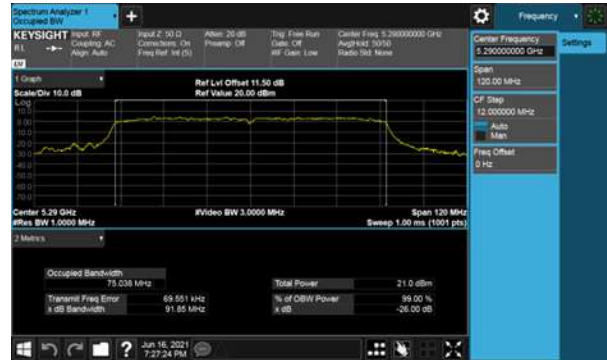 Spectrum Analyzer 1
Occupied BW
Frequency
KEYSIGHT
Input: RF
Input Z: 50 Ω
Atten: 20 dB
Trig: Free Run
Center Freq: 5.290000000 GHz
RL
Coupling: AC
Corrections: On
Preamp: Off
Gate: Off
Avg|Hold: 50/50
Align: Auto
Freq Ref: Int (S)
#IF Gain: Low
Radio Std: None
Center Frequency
5.290000000 GHz
Settings
Span
120.00 MHz
CF Step
12.000000 MHz
Auto
Man
Freq Offset
0 Hz
1 Graph
Scale/Div 10.0 dB
Ref Lvl Offset 11.50 dB
Ref Value 20.00 dBm
Log
10.0
0.00
-10.0
-20.0
-30.0
-40.0
-50.0
-60.0
-70.0
Center 5.29 GHz
#Video BW 3.0000 MHz
Span 120 MHz
#Res BW 1.0000 MHz
Sweep 1.00 ms (1001 pts)
2 Metrics
Occupied Bandwidth
75.038 MHz
Total Power
21.0 dBm
Transmit Freq Error
69.551 kHz
% of OBW Power
99.00 %
x dB Bandwidth
91.85 MHz
x dB
-26.00 dB
Jun 16, 2021
7:27:24 PM